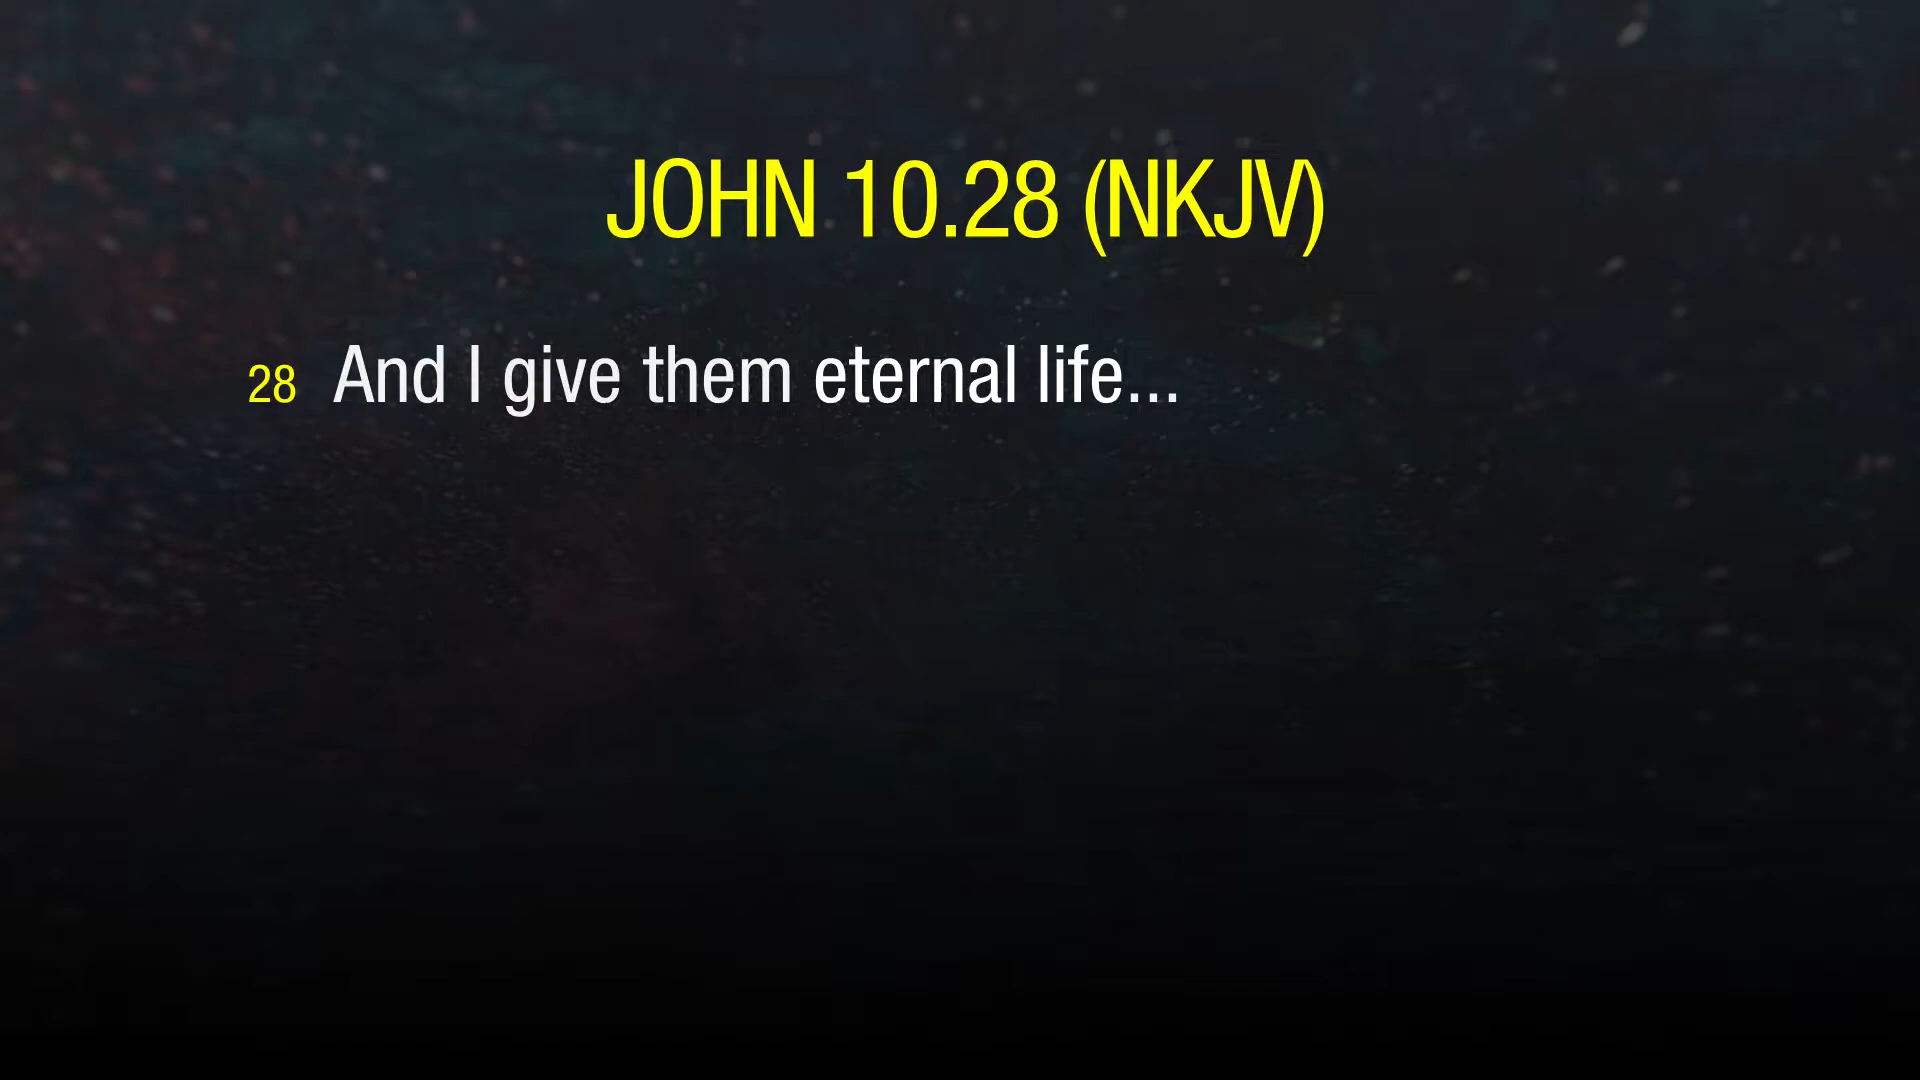 JOHN 10.28 (NKJV)
28 And I give them eternal life...